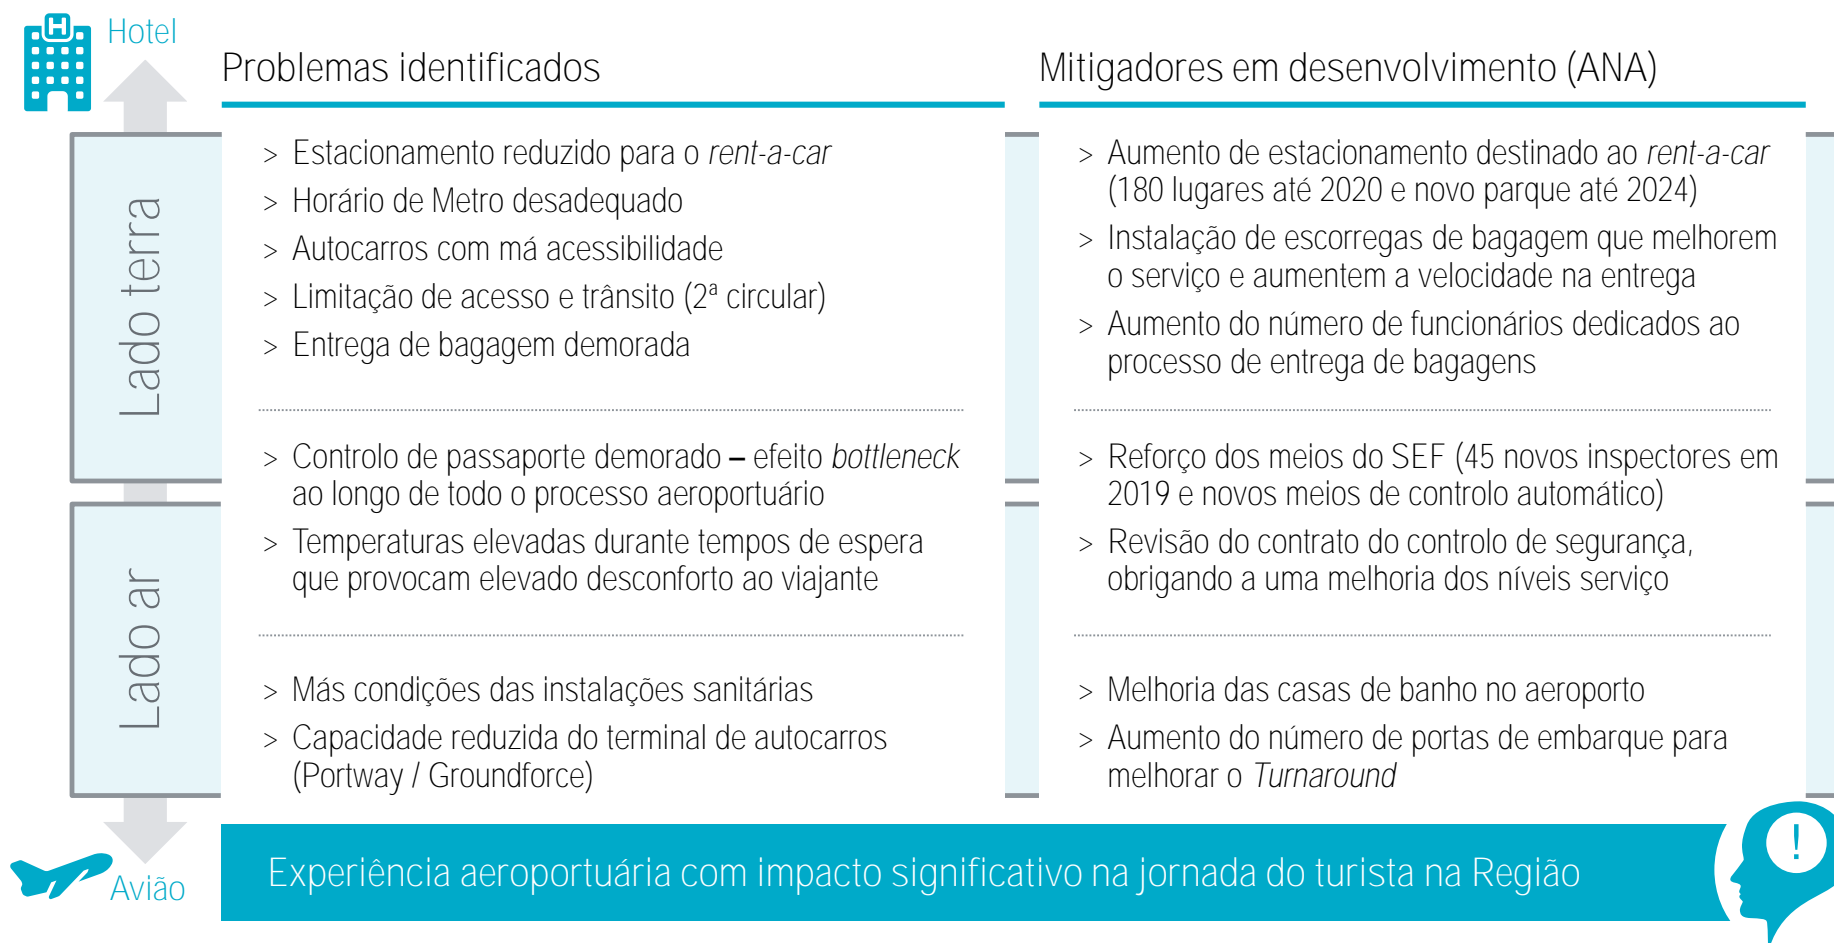 Hotel
Problemas identificados
Mitigadores em desenvolvimento (ANA)
Lado terra
> Estacionamento reduzido para o rent-a-car
> Horário de Metro desadequado
> Autocarros com má acessibilidade
> Limitação de acesso e trânsito (2ª circular)
> Entrega de bagagem demorada
> Aumento de estacionamento destinado ao rent-a-car
(180 lugares até 2020 e novo parque até 2024)
> Instalação de escorregas de bagagem que melhorem
o serviço e aumentem a velocidade na entrega
> Aumento do número de funcionários dedicados ao
processo de entrega de bagagens
> Controlo de passaporte demorado – efeito bottleneck
ao longo de todo o processo aeroportuário
> Temperaturas elevadas durante tempos de espera
que provocam elevado desconforto ao viajante
> Reforço dos meios do SEF (45 novos inspectores em
2019 e novos meios de controlo automático)
> Revisão do contrato do controlo de segurança,
obrigando a uma melhoria dos níveis serviço
Lado ar
> Más condições das instalações sanitárias
> Capacidade reduzida do terminal de autocarros
(Portway / Groundforce)
> Melhoria das casas de banho no aeroporto
> Aumento do número de portas de embarque para
melhorar o Turnaround
Avião
Experiência aeroportuária com impacto significativo na jornada do turista na Região
!